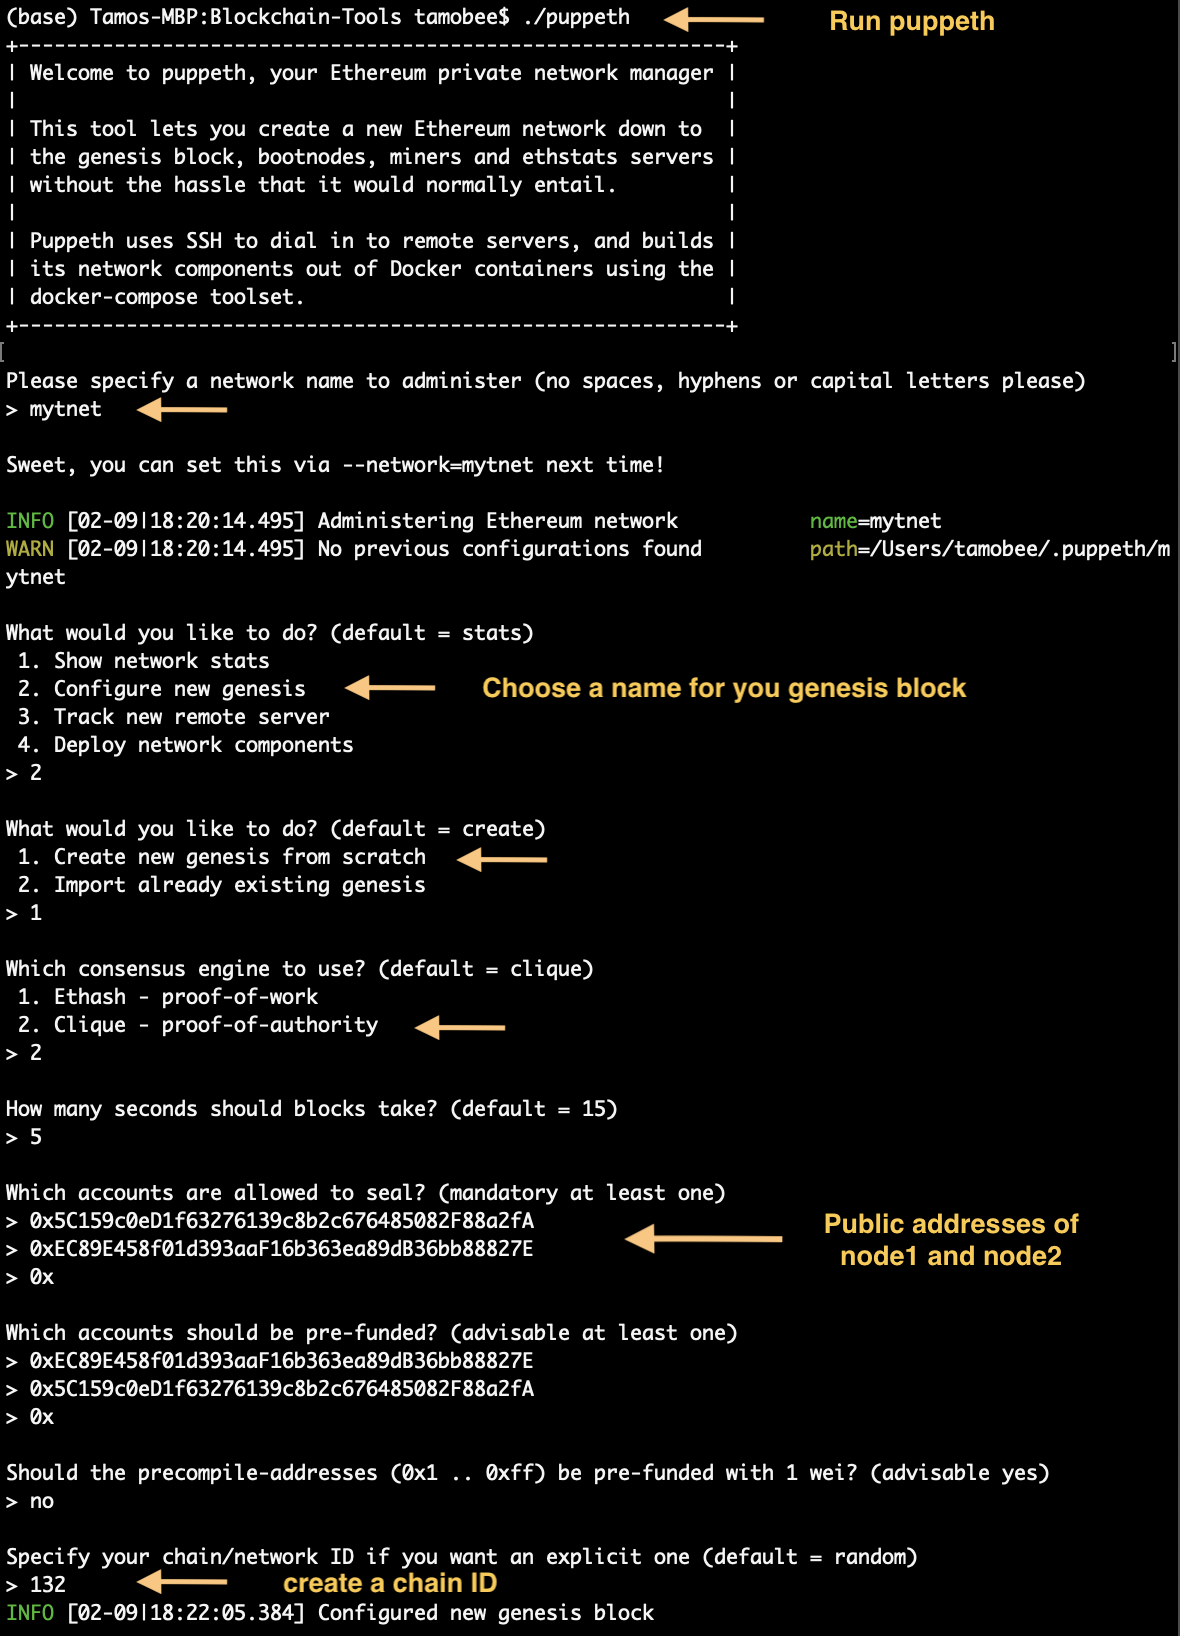 (base) Tamos-MBP:Blockchain-Tools tamobee$ ./puppeth
Run puppeth
+-----------------------------------------------------------+
| Welcome to puppeth, your Ethereum private network manager |
|                                                           |
| This tool lets you create a new Ethereum network down to  |
| the genesis block, bootnodes, miners and ethstats servers |
| without the hassle that it would normally entail.         |
|                                                           |
| Puppeth uses SSH to dial in to remote servers, and builds |
| its network components out of Docker containers using the |
| docker-compose toolset.                                   |
+-----------------------------------------------------------+
[ ]
Please specify a network name to administer (no spaces, hyphens or capital letters please)
> mytnet
Sweet, you can set this via --network=mytnet next time!
INFO [02-09|18:20:14.495] Administering Ethereum network           name=mytnet
WARN [02-09|18:20:14.495] No previous configurations found         path=/Users/tamobee/.puppeth/m
ytnet
What would you like to do? (default = stats)
1. Show network stats
2. Configure new genesis
Choose a name for you genesis block
3. Track new remote server
4. Deploy network components
> 2
What would you like to do? (default = create)
1. Create new genesis from scratch
2. Import already existing genesis
> 1
Which consensus engine to use? (default = clique)
1. Ethash - proof-of-work
2. Clique - proof-of-authority
> 2
How many seconds should blocks take? (default = 15)
> 5
Which accounts are allowed to seal? (mandatory at least one)
> 0x5C159c0eD1f63276139c8b2c676485082F88a2fA
> 0xEC89E458f01d393aaF16b363ea89dB36bb88827E
> 0x
Public addresses of
node1 and node2
Which accounts should be pre-funded? (advisable at least one)
> 0xEC89E458f01d393aaF16b363ea89dB36bb88827E
> 0x5C159c0eD1f63276139c8b2c676485082F88a2fA
> 0x
Should the precompile-addresses (0x1 .. 0xff) be pre-funded with 1 wei? (advisable yes)
> no
Specify your chain/network ID if you want an explicit one (default = random)
> 132
create a chain ID
INFO [02-09|18:22:05.384] Configured new genesis block